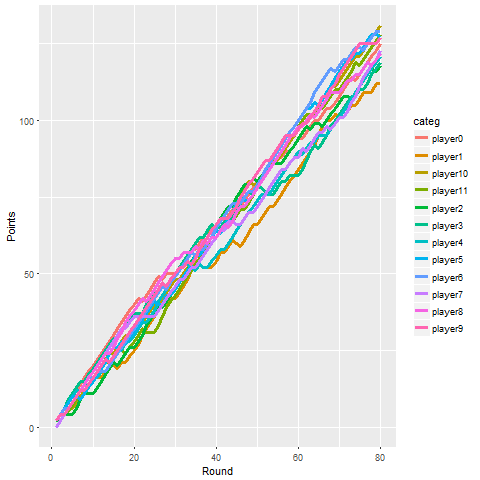 Points
100
50
0
0
20
40
60
80
Round
categ
player0
player1
player10
player11
player2
player3
player4
player5
player6
player7
player8
player9